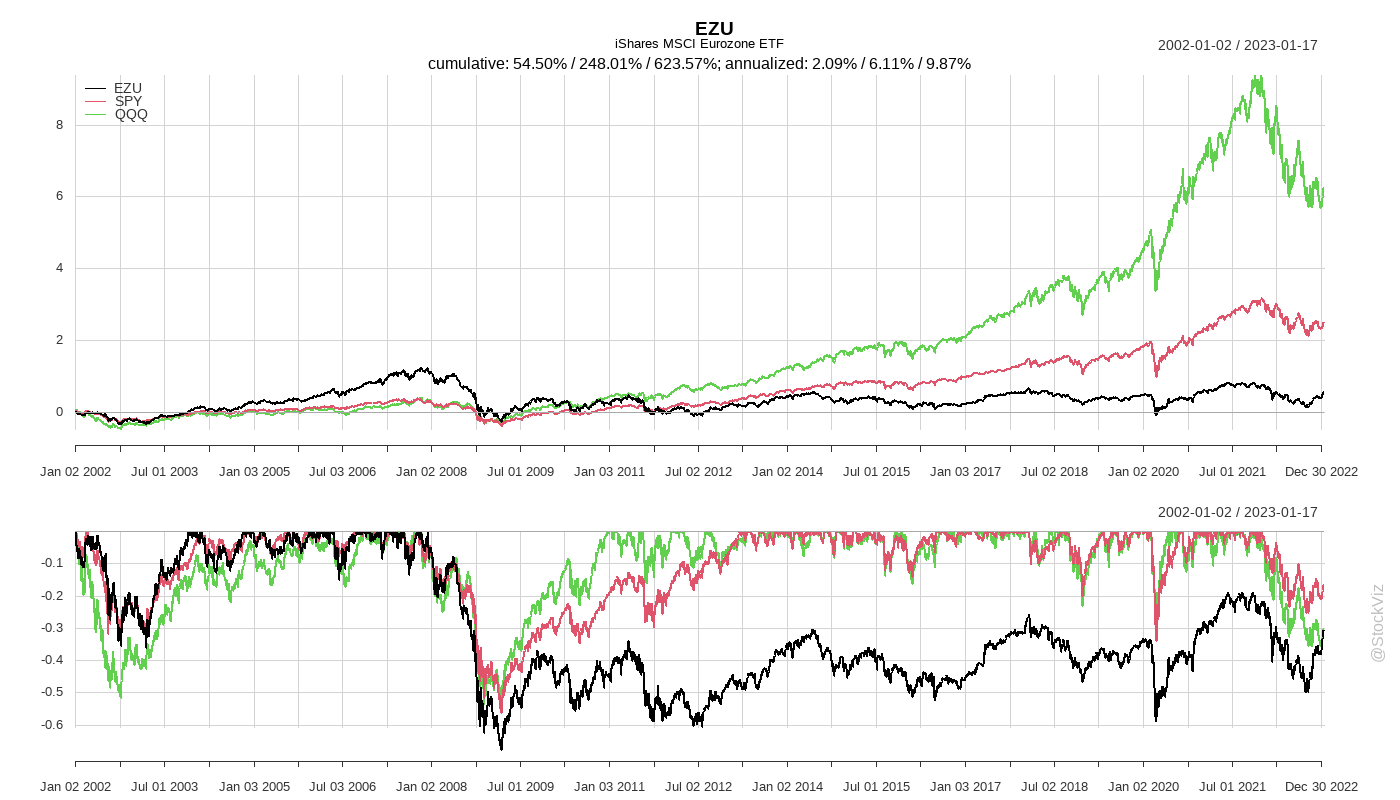 EZU
iShares MSCI Eurozone ETF
2002-01-02 / 2023-01-17
cumulative: 54.50% / 248.01% / 623.57%; annualized: 2.09% / 6.11% / 9.87%
EZU
SPY
QQQ
8
6
4
2
0
Jan 02 2002 Jul 01 2003 Jan 03 2005 Jul 03 2006 Jan 02 2008 Jul 01 2009 Jan 03 2011 Jul 02 2012 Jan 02 2014 Jul 01 2015 Jan 03 2017 Jul 02 2018 Jan 02 2020 Jul 01 2021 Dec 30 2022
2002-01-02 / 2023-01-17
-0.1
-0.2
-0.3
-0.4
-0.5
-0.6
Jan 02 2002 Jul 01 2003 Jan 03 2005 Jul 03 2006 Jan 02 2008 Jul 01 2009 Jan 03 2011 Jul 02 2012 Jan 02 2014 Jul 01 2015 Jan 03 2017 Jul 02 2018 Jan 02 2020 Jul 01 2021 Dec 30 2022
@StockViz